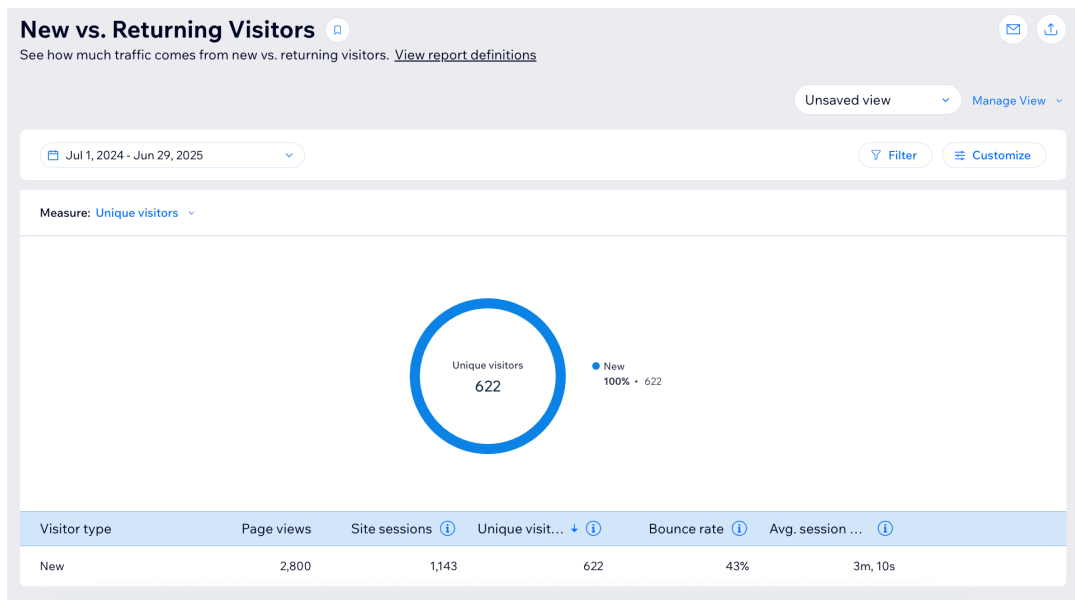 New vs. Returning Visitors
See how much traffic comes from new vs. returning visitors. View report definitions
Unsaved view
Manage View
Jul 1, 2024 - Jun 29, 2025
Filter
Customize
Measure: Unique visitors
Unique visitors
622
New
100% • 622
Visitor type Page views Site sessions Unique visit... Bounce rate Avg. session ...
New 2,800 1,143 622 43% 3m, 10s